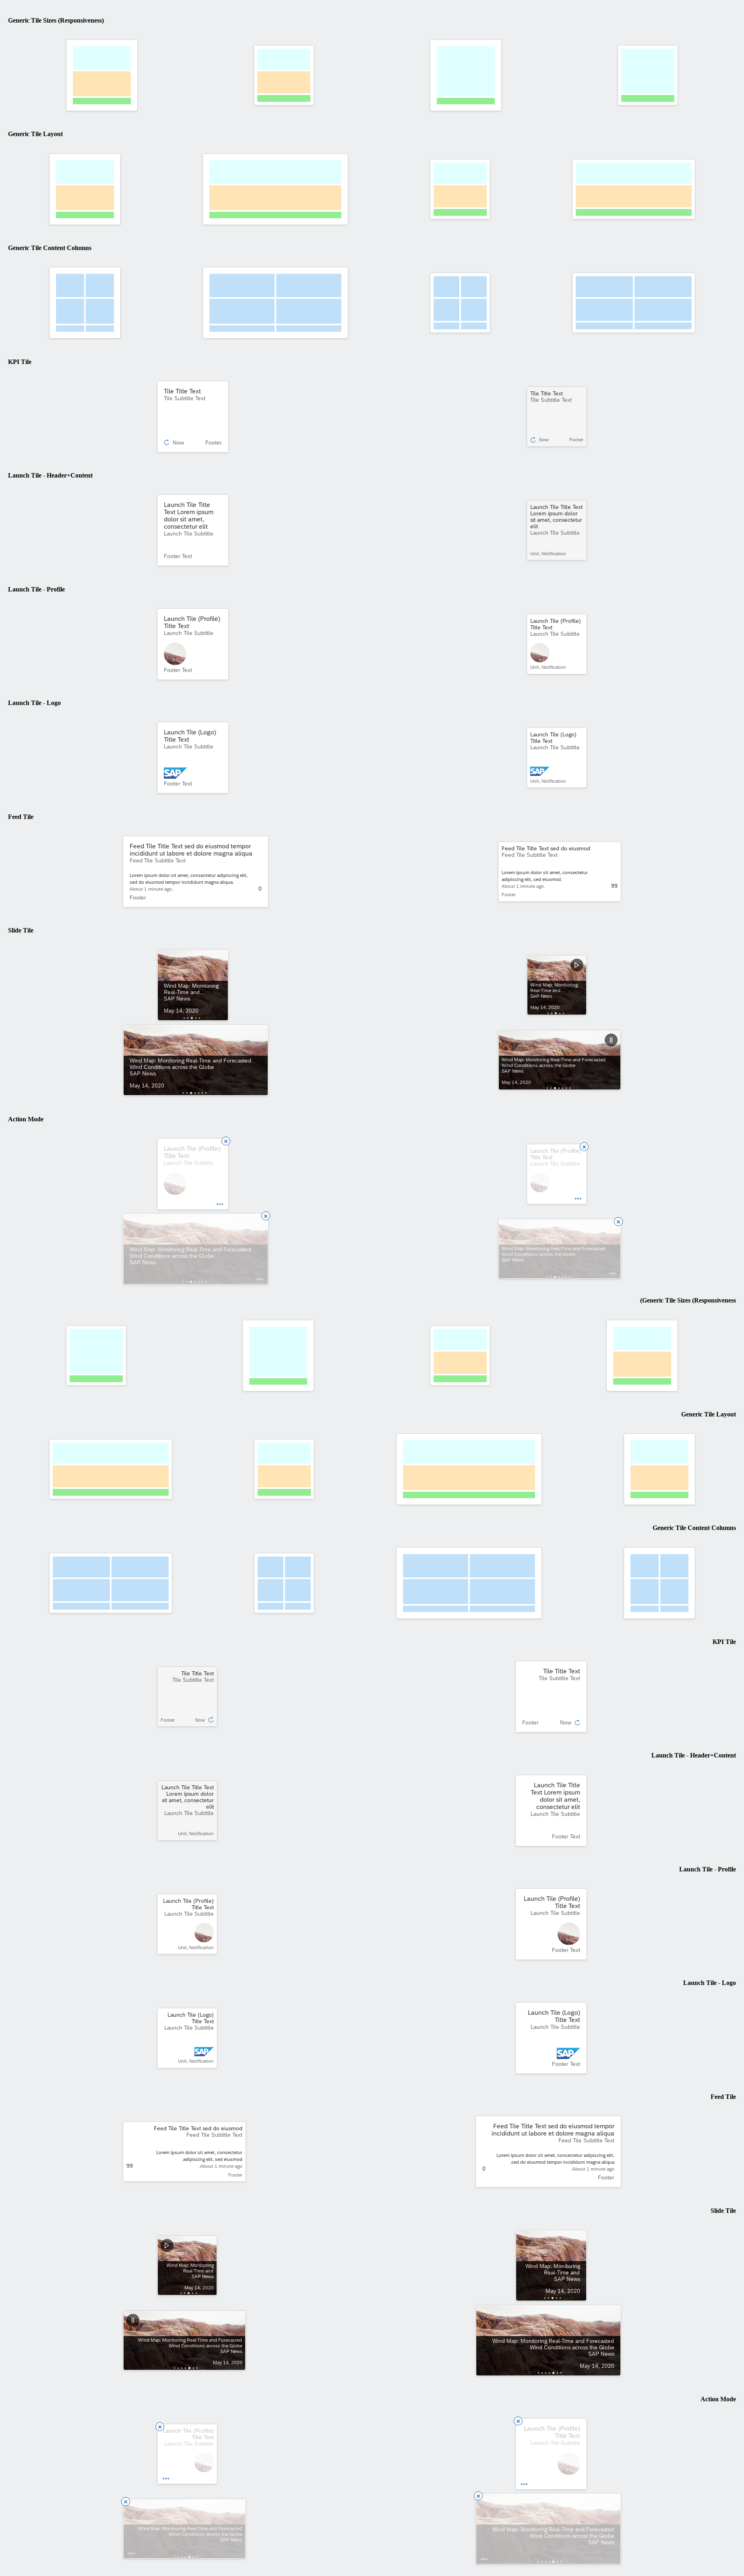 Generic Tile Sizes (Responsiveness)
Generic Tile Layout
Generic Tile Content Columns
KPI Tile
Tile Title Text
Tile Subtitle Text
Now Footer
Tile Title Text
Tile Subtitle Text
Now Footer
Launch Tile - Header+Content
Launch Tile Title
Text Lorem ipsum
dolor sit amet,
consectetur elit
Launch Tile Subtitle
Footer Text
Launch Tile Title Text
Lorem ipsum dolor
sit amet, consectetur
elit
Launch Tile Subtitle
Unit, Notification
Launch Tile - Profile
Launch Tile (Profile)
Title Text
Launch Tile Subtitle
Footer Text
Launch Tile (Profile)
Title Text
Launch Tile Subtitle
Unit, Notification
Launch Tile - Logo
Launch Tile (Logo)
Title Text
Launch Tile Subtitle
SAP
Footer Text
Launch Tile (Logo)
Title Text
Launch Tile Subtitle
SAP
Unit, Notification
Feed Tile
Feed Tile Title Text sed do eiusmod tempor
incididunt ut labore et dolore magna aliqua
Feed Tile Subtitle Text
Lorem ipsum dolor sit amet, consectetur adipiscing elit,
sed do eiusmod tempor incididunt magna aliqua.
About 1 minute ago. 0
Footer
Feed Tile Title Text sed do eiusmod
Feed Tile Subtitle Text
Lorem ipsum dolor sit amet, consectetur
adipiscing elit, sed eiusmod.
About 1 minute ago. 99
Footer
Slide Tile
Wind Map: Monitoring
Real-Time and...
SAP News
May 14, 2020
Wind Map: Monitoring
Real-Time and...
SAP News
May 14, 2020
Wind Map: Monitoring Real-Time and Forecasted
Wind Conditions across the Globe
SAP News
May 14, 2020
Wind Map: Monitoring Real-Time and Forecasted
Wind Conditions across the Globe
SAP News
May 14, 2020
Action Mode
Launch Tile (Profile)
Title Text
Launch Tile Subtitle
Launch Tile (Profile)
Title Text
Launch Tile Subtitle
Wind Map: Monitoring Real-Time and Forecasted
Wind Conditions across the Globe
SAP News
Wind Map: Monitoring Real-Time and Forecasted
Wind Conditions across the Globe
SAP News
(Generic Tile Sizes (Responsiveness
Generic Tile Layout
Generic Tile Content Columns
KPI Tile
Tile Title Text
Tile Subtitle Text
Footer Now
Tile Title Text
Tile Subtitle Text
Footer Now
Launch Tile - Header+Content
Launch Tile Title Text
Lorem ipsum dolor
sit amet, consectetur
elit
Launch Tile Subtitle
Unit, Notification
Launch Tile Title
Text Lorem ipsum
dolor sit amet,
consectetur elit
Launch Tile Subtitle
Footer Text
Launch Tile - Profile
Launch Tile (Profile)
Title Text
Launch Tile Subtitle
Unit, Notification
Launch Tile (Profile)
Title Text
Launch Tile Subtitle
Footer Text
Launch Tile - Logo
Launch Tile (Logo)
Title Text
Launch Tile Subtitle
SAP
Unit, Notification
Launch Tile (Logo)
Title Text
Launch Tile Subtitle
SAP
Footer Text
Feed Tile
Feed Tile Title Text sed do eiusmod
Feed Tile Subtitle Text
Lorem ipsum dolor sit amet, consectetur
.adipiscing elit, sed eiusmod
99 .About 1 minute ago
Footer
Feed Tile Title Text sed do eiusmod tempor
incididunt ut labore et dolore magna aliqua
Feed Tile Subtitle Text
Lorem ipsum dolor sit amet, consectetur adipiscing elit,
.sed do eiusmod tempor incididunt magna aliqua
0 .About 1 minute ago
Footer
Slide Tile
Wind Map: Monitoring
Real-Time and
SAP News
May 14, 2020
Wind Map: Monitoring
Real-Time and
SAP News
May 14, 2020
Wind Map: Monitoring Real-Time and Forecasted
Wind Conditions across the Globe
SAP News
May 14, 2020
Wind Map: Monitoring Real-Time and Forecasted
Wind Conditions across the Globe
SAP News
May 14, 2020
Action Mode
Launch Tile (Profile)
Title Text
Launch Tile Subtitle
Launch Tile (Profile)
Title Text
Launch Tile Subtitle
Wind Map: Monitoring Real-Time and Forecasted
Wind Conditions across the Globe
SAP News
Wind Map: Monitoring Real-Time and Forecasted
Wind Conditions across the Globe
SAP News